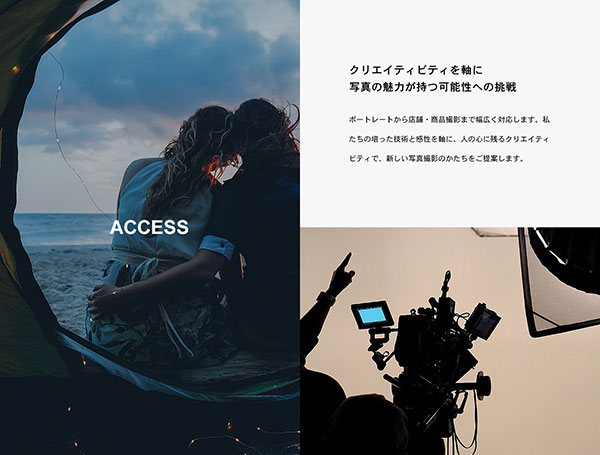 ACCESS
クリエイティビティを軸に
写真の魅力が持つ可能性への挑戦
ポートレートから店舗・商品撮影まで幅広く対応します。私
たちの培った技術と感性を軸に、人の心に残るクリエイティ
ビティで、新しい写真撮影のかたちをご提案します。